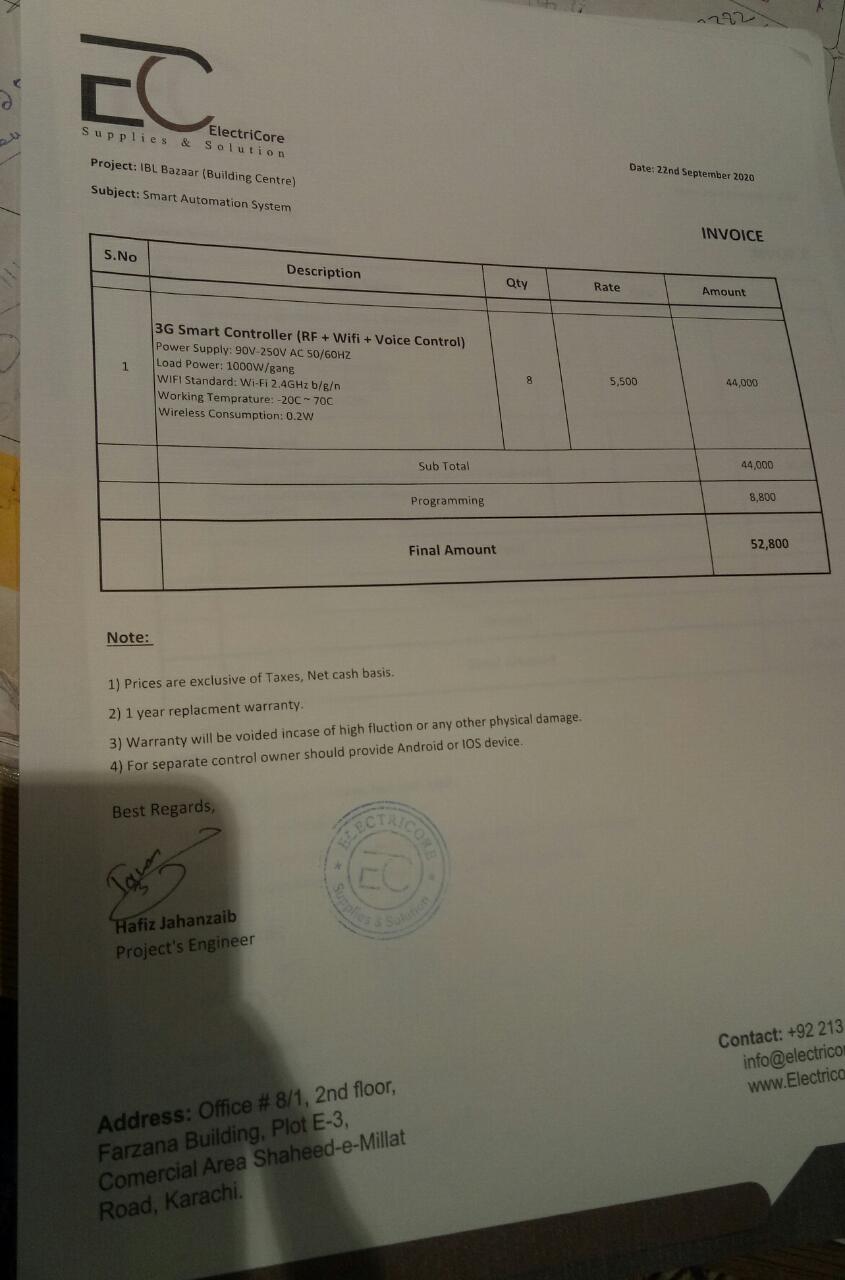 EC
ElectriCore
Supplies & Solution
Project: IBL Bazaar (Building Centre)
Date: 22nd September 2020
Subject: Smart Automation System
INVOICE
S.No Description Qty Rate Amount
3G Smart Controller (RF + Wifi + Voice Control)
Power Supply: 90V-250V AC 50/60HZ
Load Power: 1000W/gang
1 8 5,500 44,000
WIFI Standard: Wi-Fi 2.4GHz b/g/n
Working Temprature: -20C ~ 70C
Wireless Consumption: 0.2W
Sub Total 44,000
Programming 8,800
Final Amount 52,800
Note:
1) Prices are exclusive of Taxes, Net cash basis.
2) 1 year replacment warranty.
3) Warranty will be voided incase of high fluction or any other physical damage.
4) For separate control owner should provide Android or IOS device.
Best Regards,
ELECTRICORE
EC
Supplies & Solution
Hafiz Jahanzaib
Project's Engineer
Contact: +92 213
info@electrico
www.Electrico
Address: Office # 8/1, 2nd floor,
Farzana Building, Plot E-3,
Comercial Area Shaheed-e-Millat
Road, Karachi.